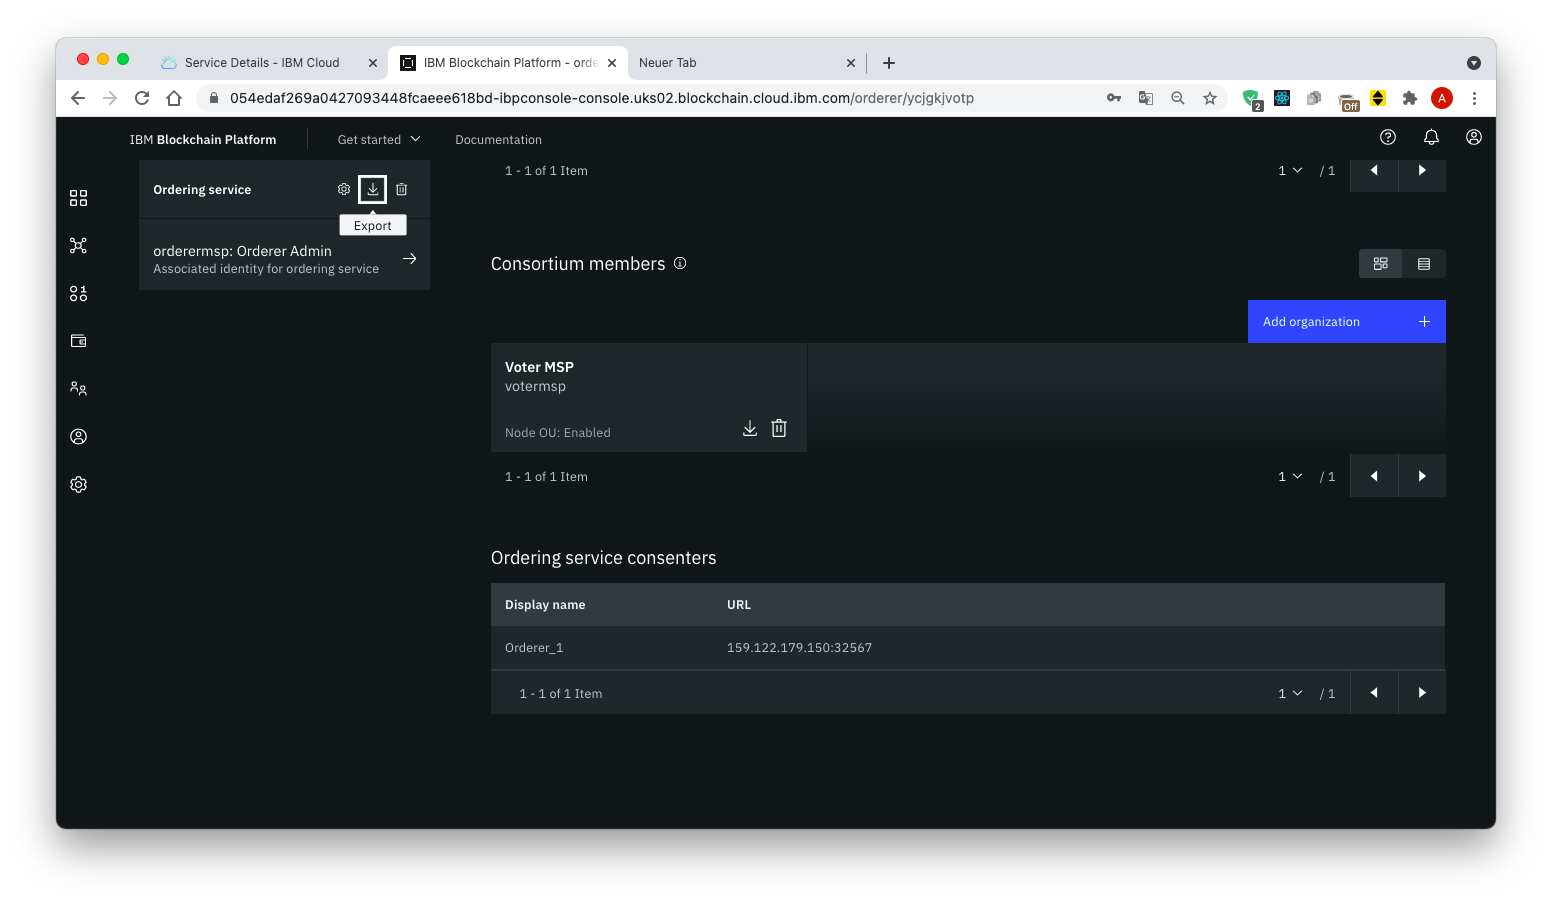 Service Details - IBM Cloud
IBM Blockchain Platform - orde
Neuer Tab
054edaf269a0427093448fcaeee618bd-ibpconsole-console.uks02.blockchain.cloud.ibm.com/orderer/ycjgkjvotp
2
Off
A
IBM Blockchain Platform
Get started
Documentation
Ordering service
Export
orderermsp: Orderer Admin
Associated identity for ordering service
1 - 1 of 1 Item
1
/ 1
Consortium members
Add organization
Voter MSP
votermsp
Node OU: Enabled
1 - 1 of 1 Item
1
/ 1
Ordering service consenters
Display name
URL
Orderer_1
159.122.179.150:32567
1 - 1 of 1 Item
1
/ 1